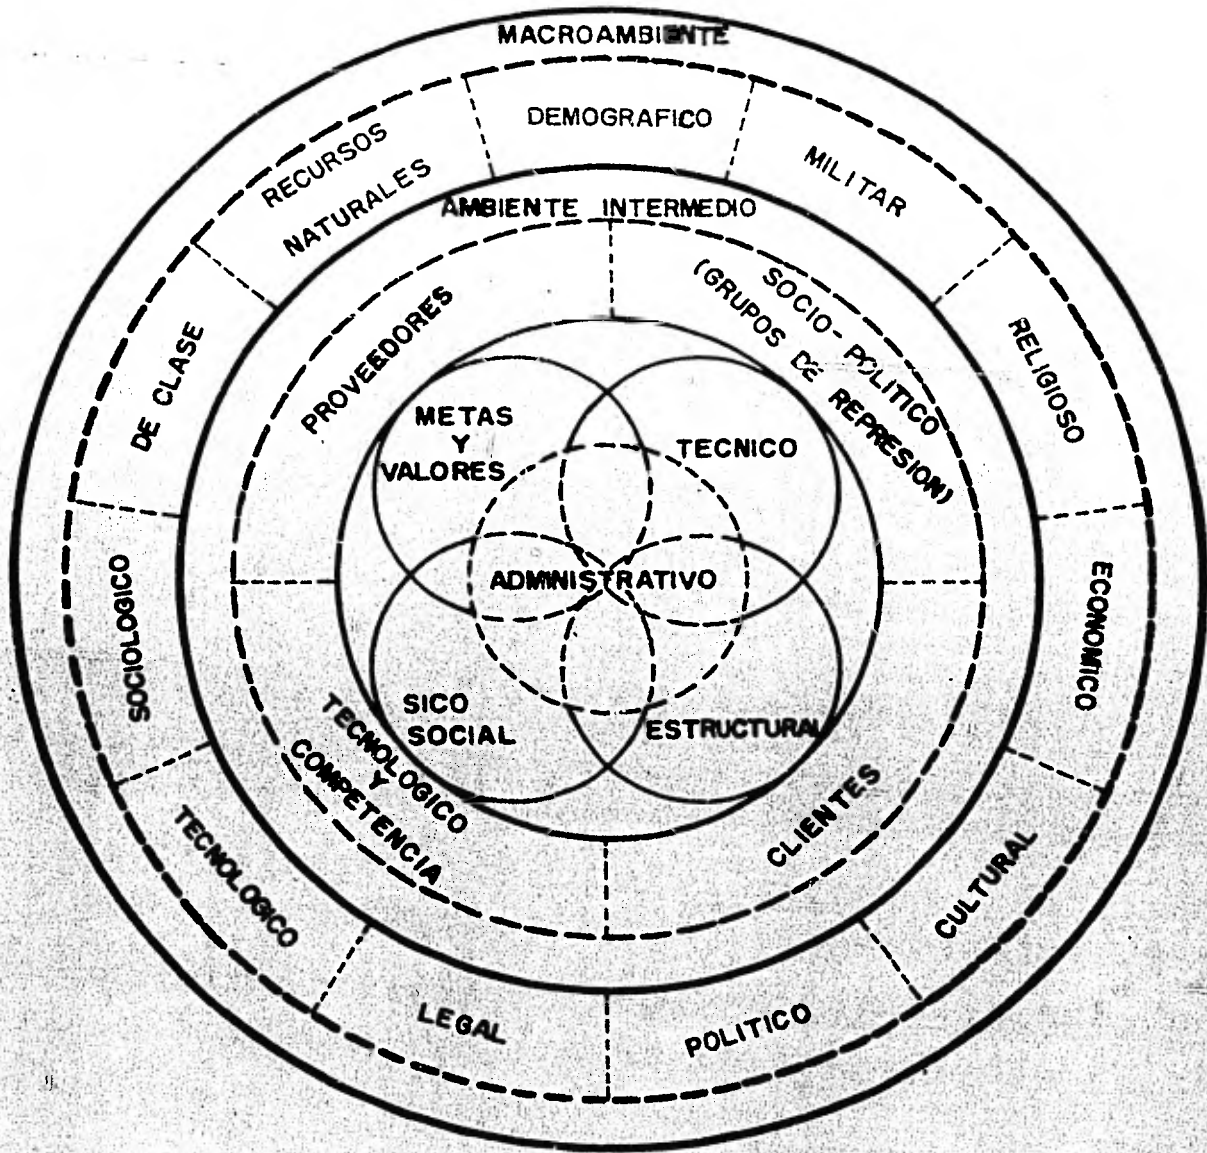 MACROAMBIENTE
DEMOGRAFICO
MILITAR
RELIGIOSO
ECONOMICO
CULTURAL
POLITICO
LEGAL
TECNOLOGICO
SOCIOLOGICO
DE CLASE
RECURSOS
NATURALES
AMBIENTE INTERMEDIO
PROVEEDORES
SOCIO-POLITICO
(GRUPOS DE REPRESION)
CLIENTES
TECNOLOGICO
Y
COMPETENCIA
METAS
Y
VALORES
TECNICO
ADMINISTRATIVO
SICO
SOCIAL
ESTRUCTURAL